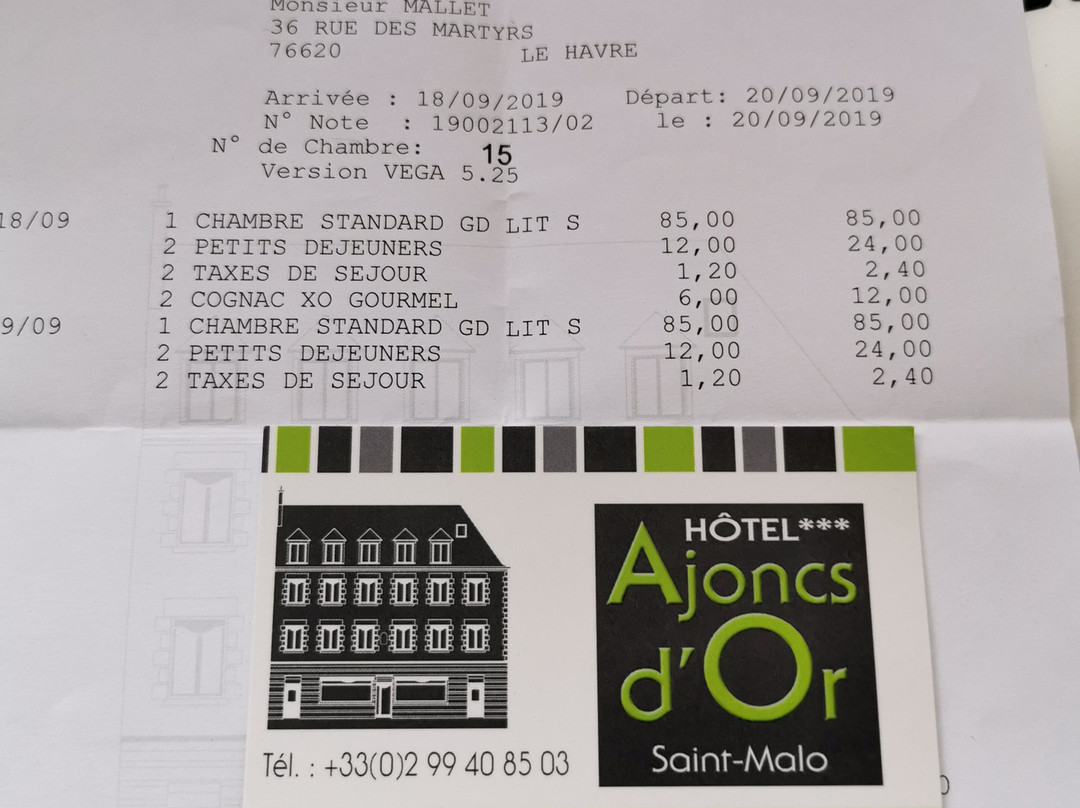 Monsieur MALLET
36 RUE DES MARTYRS
76620 LE HAVRE
Arrivée : 18/09/2019 Départ: 20/09/2019
N° Note : 19002113/02 le : 20/09/2019
N° de Chambre: 15
Version VEGA 5.25
18/09 1 CHAMBRE STANDARD GD LIT S 85,00 85,00
2 PETITS DEJEUNERS 12,00 24,00
2 TAXES DE SEJOUR 1,20 2,40
2 COGNAC XO GOURMEL 6,00 12,00
9/09 1 CHAMBRE STANDARD GD LIT S 85,00 85,00
2 PETITS DEJEUNERS 12,00 24,00
2 TAXES DE SEJOUR 1,20 2,40
HÔTEL***
Ajoncs
d'Or
Saint-Malo
Tél. : +33(0)2 99 40 85 03